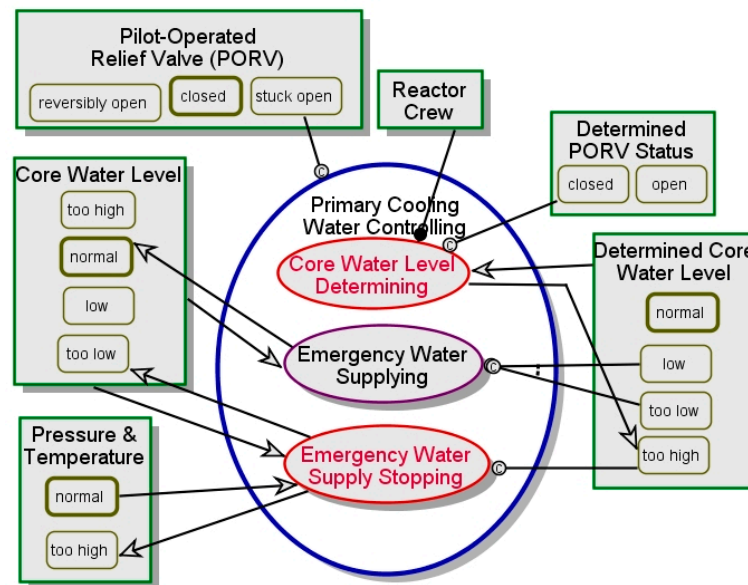 Pilot-Operated
Relief Valve (PORV)
reversibly open
closed
stuck open
Reactor
Crew
Determined
PORV Status
closed
open
Core Water Level
too high
normal
low
too low
Primary Cooling
Water Controlling
Core Water Level
Determining
Emergency Water
Supplying
Emergency Water
Supply Stopping
Determined Core
Water Level
normal
low
too low
too high
Pressure &
Temperature
normal
too high
c
c
c
c